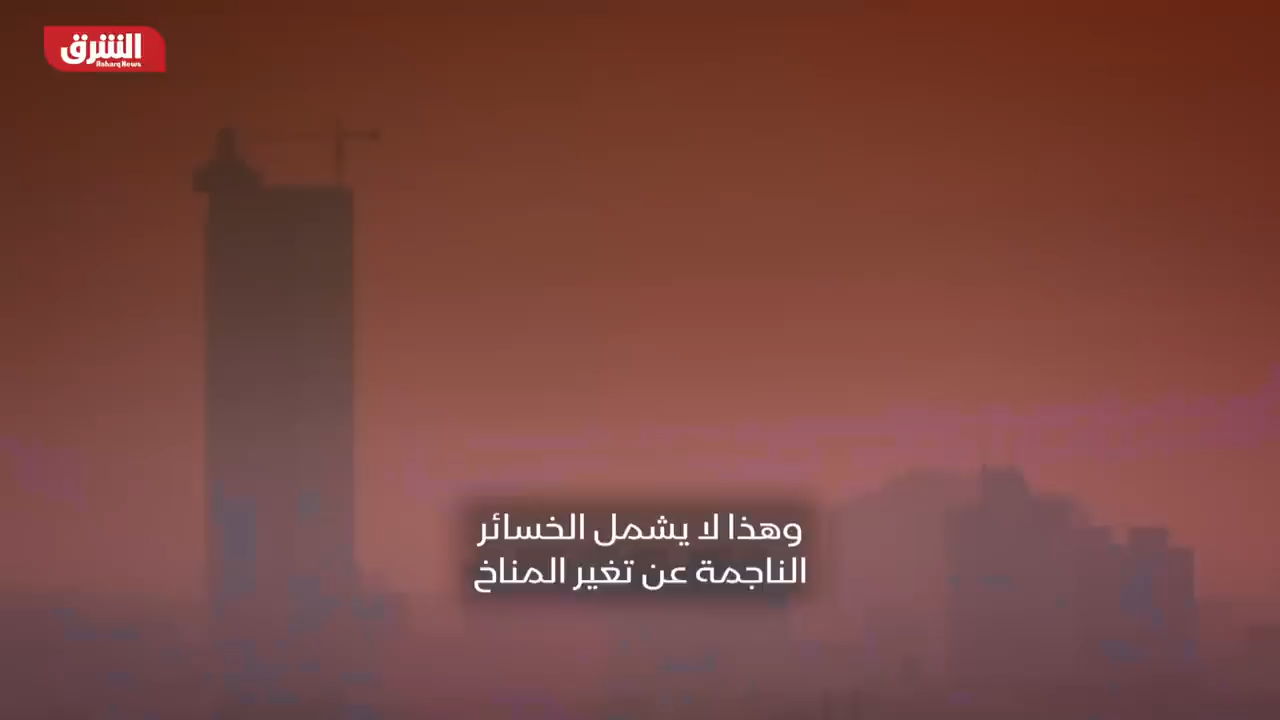 الشرق
Asharq News
وهذا لا يشمل الخسائر
الناجمة عن تغير المناخ